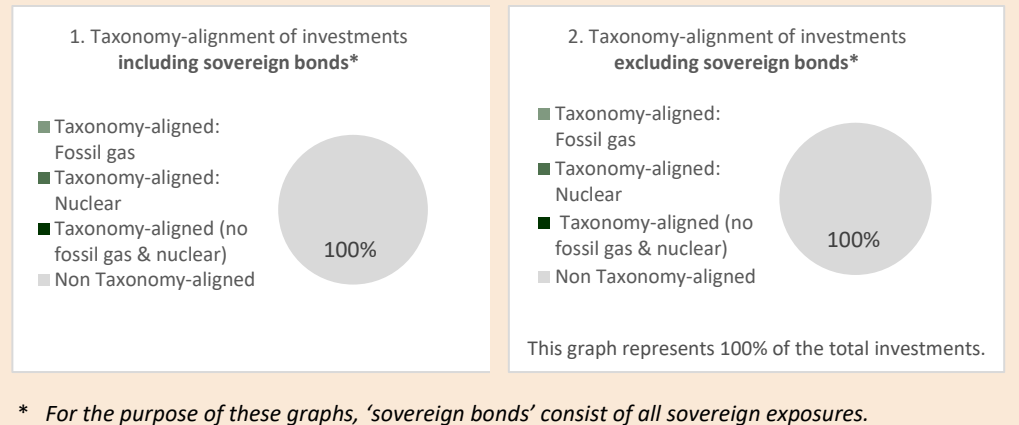 1. Taxonomy-alignment of investments
including sovereign bonds*
Taxonomy-aligned:
Fossil gas
Taxonomy-aligned:
Nuclear
Taxonomy-aligned (no
fossil gas & nuclear)
Non Taxonomy-aligned
100%
2. Taxonomy-alignment of investments
excluding sovereign bonds*
Taxonomy-aligned:
Fossil gas
Taxonomy-aligned:
Nuclear
Taxonomy-aligned (no
fossil gas & nuclear)
Non Taxonomy-aligned
100%
This graph represents 100% of the total investments.
* For the purpose of these graphs, ‘sovereign bonds’ consist of all sovereign exposures.